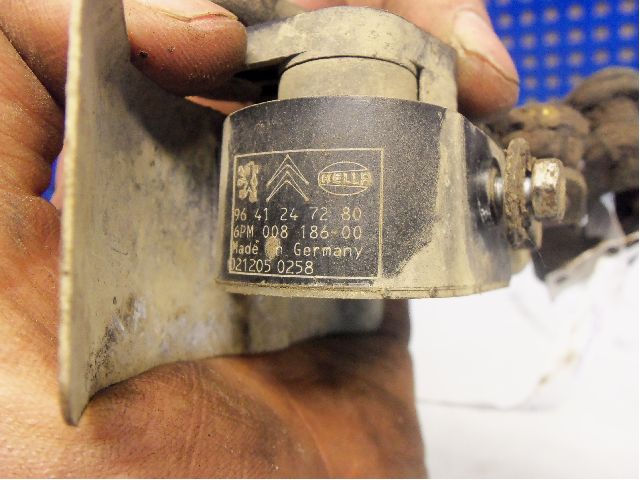 HELLA
96 41 24 72 80
6PM 008 186-00
Made in Germany
021205 0258